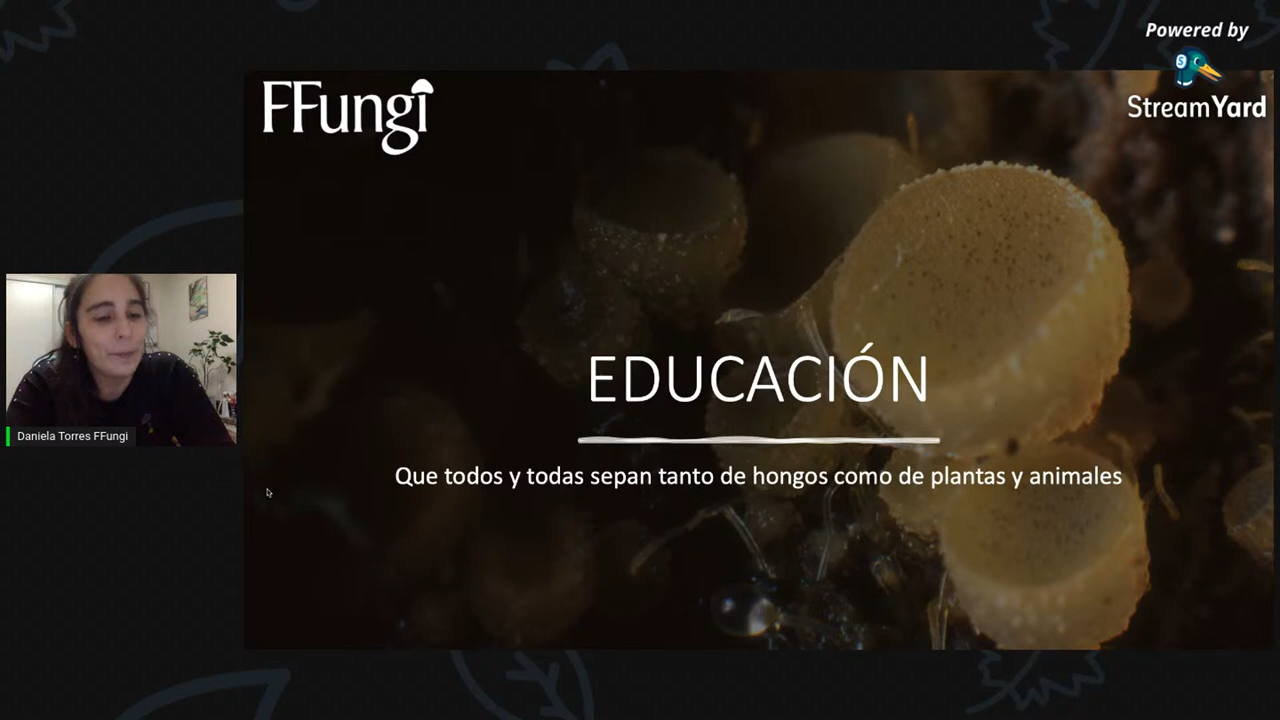 Powered by
StreamYard
FFungi
EDUCACIÓN
Que todos y todas sepan tanto de hongos como de plantas y animales
Daniela Torres FFungi